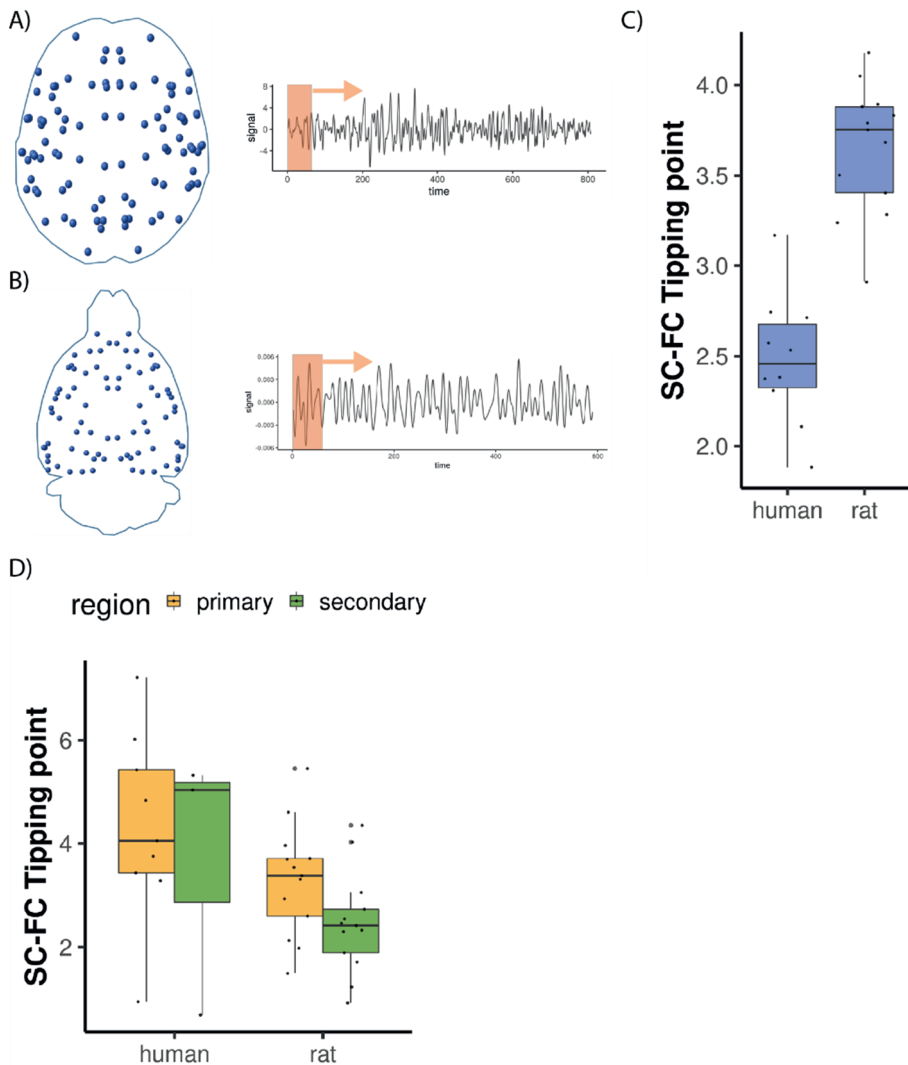 A)
signal
8
4
0
-4
0
200
400
600
800
time
B)
signal
0.006
0.003
0.000
-0.003
-0.006
0
200
400
600
time
C)
SC-FC Tipping point
4.0
3.5
3.0
2.5
2.0
human
rat
D)
region primary secondary
SC-FC Tipping point
6
4
2
human
rat